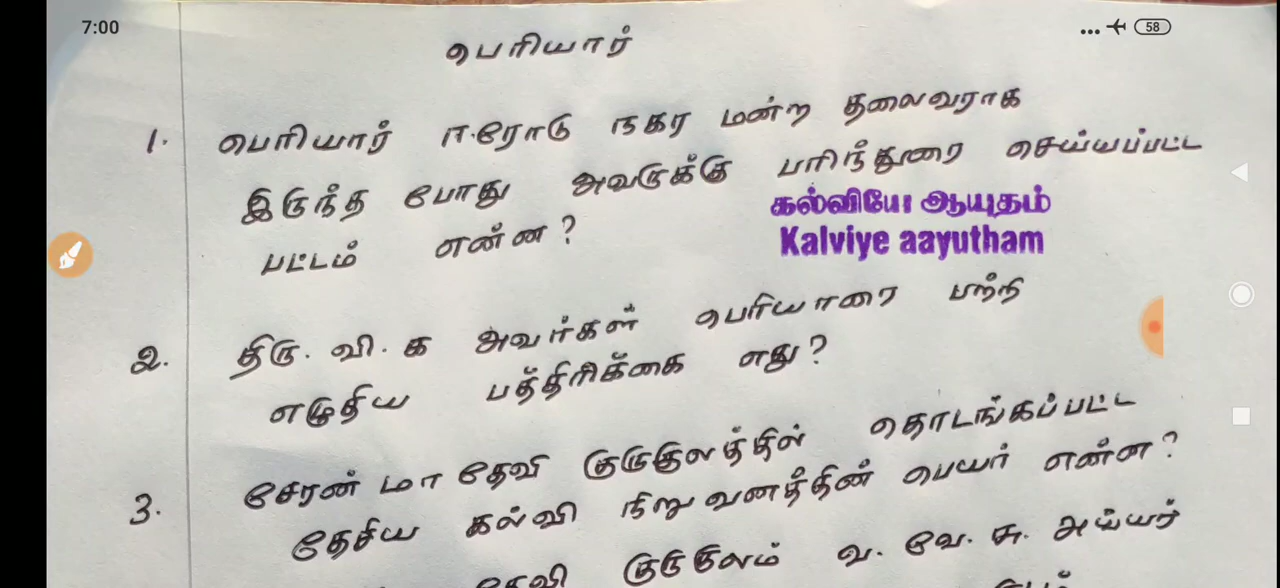 7:00
58
பெரியார்
1. பெரியார் ஈ.ரோடு நகர மன்ற தலைவராக
இருந்த போது அவருக்கு பரிந்துரை செய்யப்பட்ட
பட்டம் என்ன?
கல்வியே ஆயுதம்
Kalviye aayutham
2. திரு. வி. க அவர்கள் பெரியாரை பற்றி
எழுதிய பத்திரிக்கை எது?
3. சேரன் மா தேவி குருகுலத்தில் தொடங்கப்பட்ட
தேசிய கல்வி நிறுவனத்தின் பெயர் என்ன?
தேவி குருகுலம் வ. வே. சு. அய்யர்